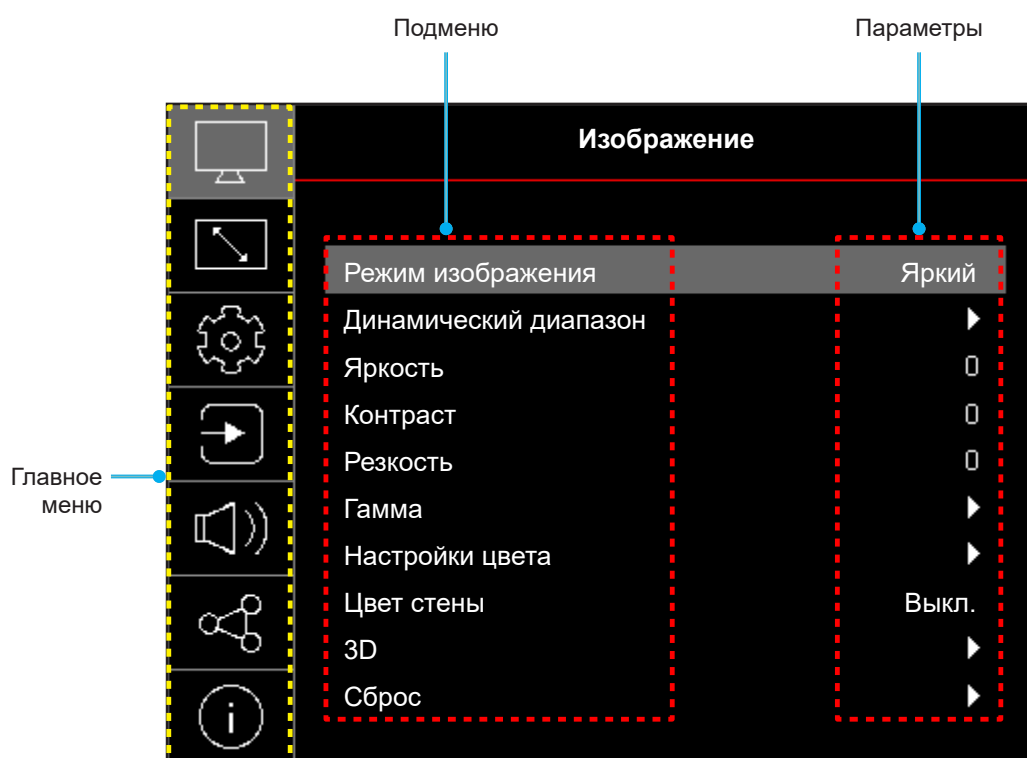 Подменю
Параметры
Изображение
Режим изображения Яркий
Динамический диапазон
Яркость 0
Контраст 0
Резкость 0
Гамма
Настройки цвета
Цвет стены Выкл.
3D
Сброс
Главное
меню
i